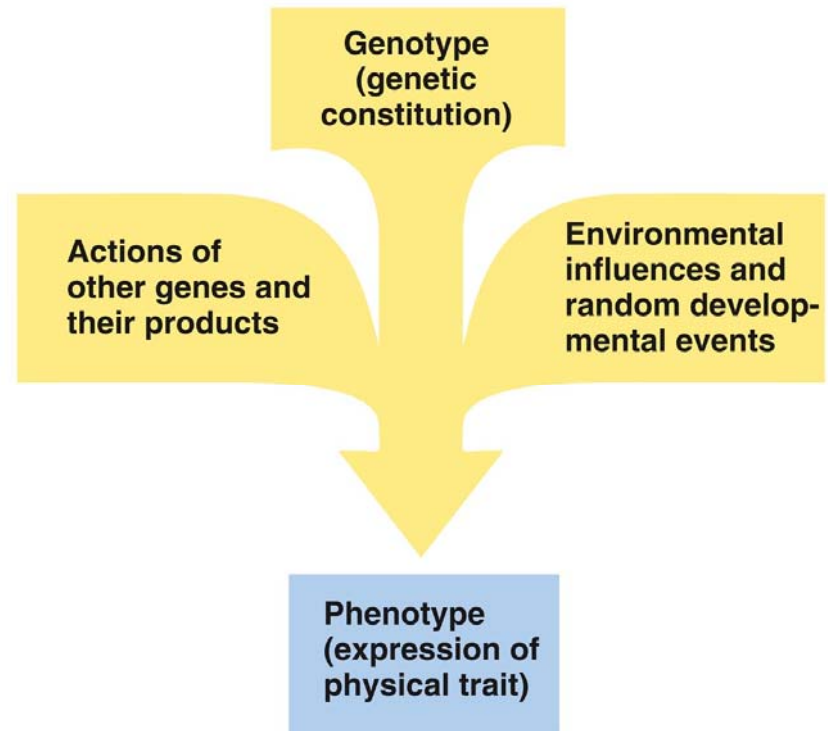 Genotype
(genetic
constitution)
Actions of
other genes and
their products
Environmental
influences and
random develop-
mental events
Phenotype
(expression of
physical trait)